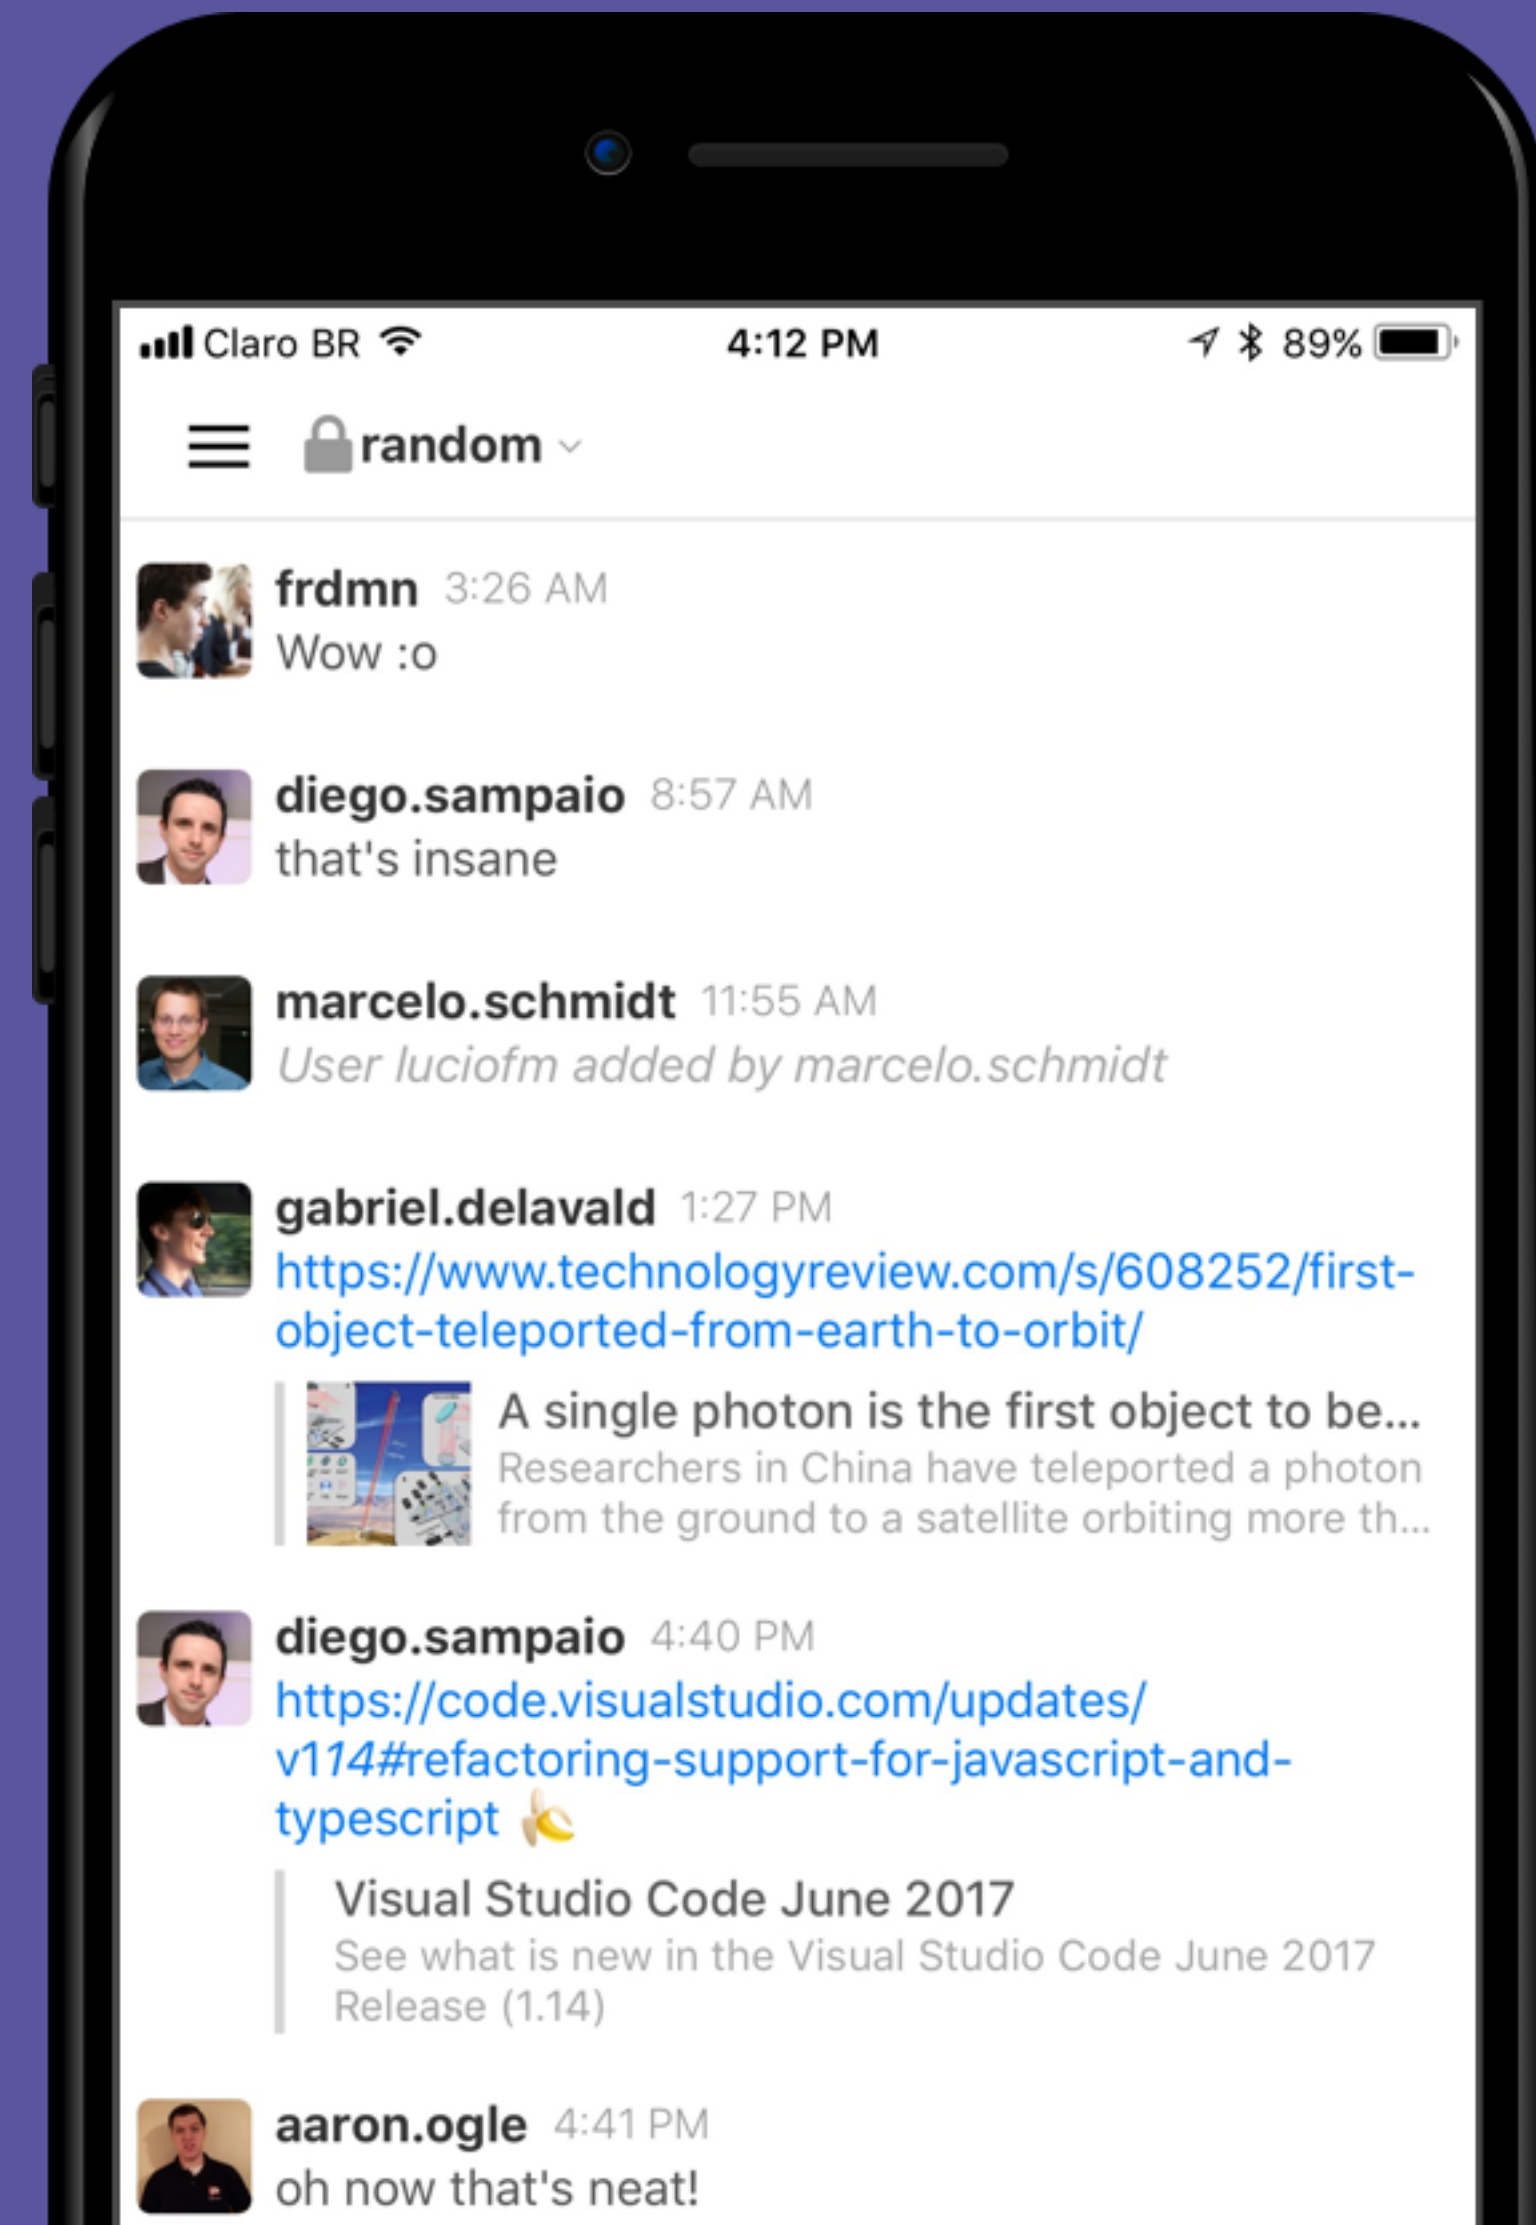 Claro BR 4:12 PM 89%
random
frdmn 3:26 AM
Wow :o
diego.sampaio 8:57 AM
that's insane
marcelo.schmidt 11:55 AM
User luciofm added by marcelo.schmidt
gabriel.delavald 1:27 PM
https://www.technologyreview.com/s/608252/first-
object-teleported-from-earth-to-orbit/
A single photon is the first object to be...
Researchers in China have teleported a photon
from the ground to a satellite orbiting more th...
diego.sampaio 4:40 PM
https://code.visualstudio.com/updates/
v114#refactoring-support-for-javascript-and-
typescript 🍌
Visual Studio Code June 2017
See what is new in the Visual Studio Code June 2017
Release (1.14)
aaron.ogle 4:41 PM
oh now that's neat!